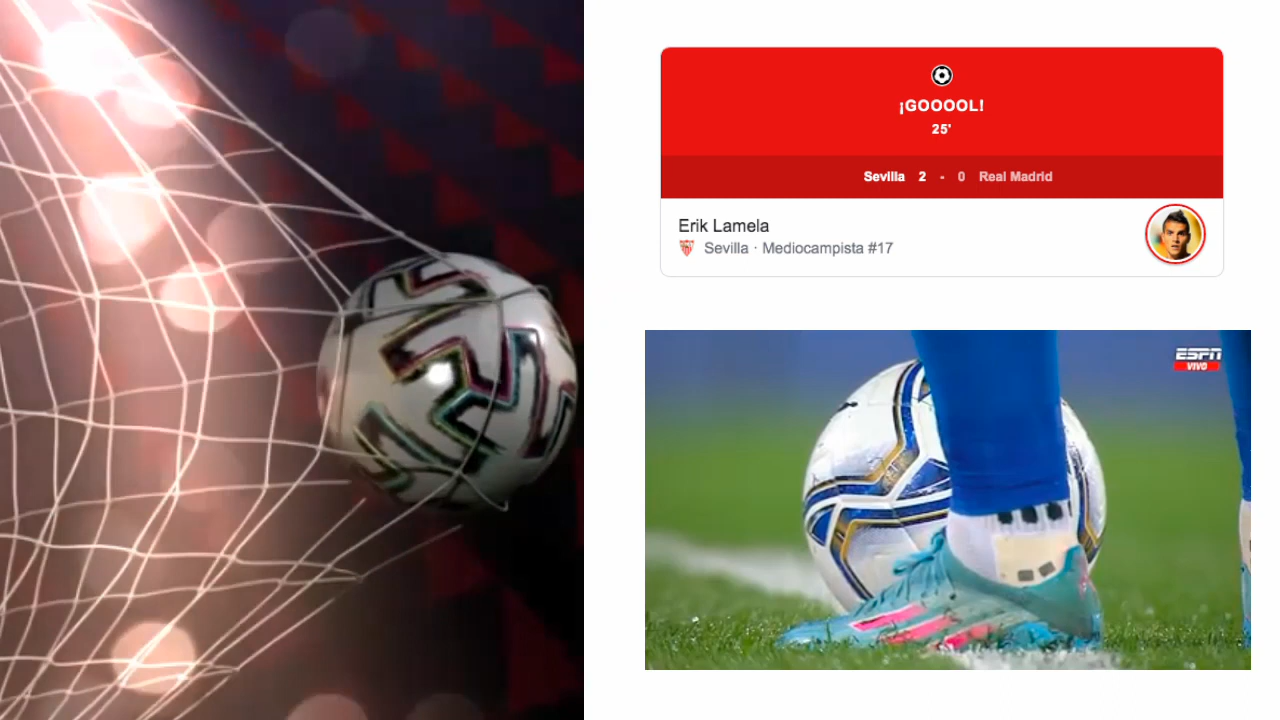 ¡GOOOOL!
25'
Sevilla 2 - 0 Real Madrid
Erik Lamela
Sevilla · Mediocampista #17
ESPN
VIVO